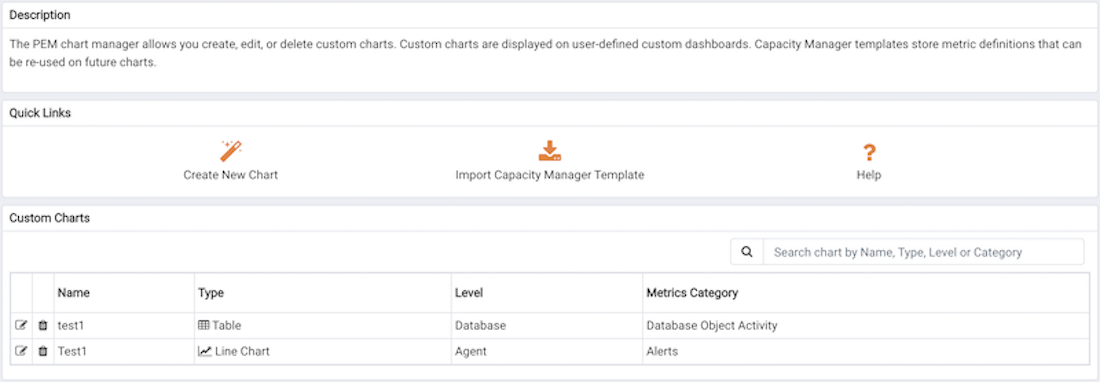 Description
The PEM chart manager allows you create, edit, or delete custom charts. Custom charts are displayed on user-defined custom dashboards. Capacity Manager templates store metric definitions that can
be re-used on future charts.
Quick Links
Create New Chart Import Capacity Manager Template Help
Custom Charts
Search chart by Name, Type, Level or Category
Name Type Level Metrics Category
test1 Table Database Database Object Activity
Test1 Line Chart Agent Alerts